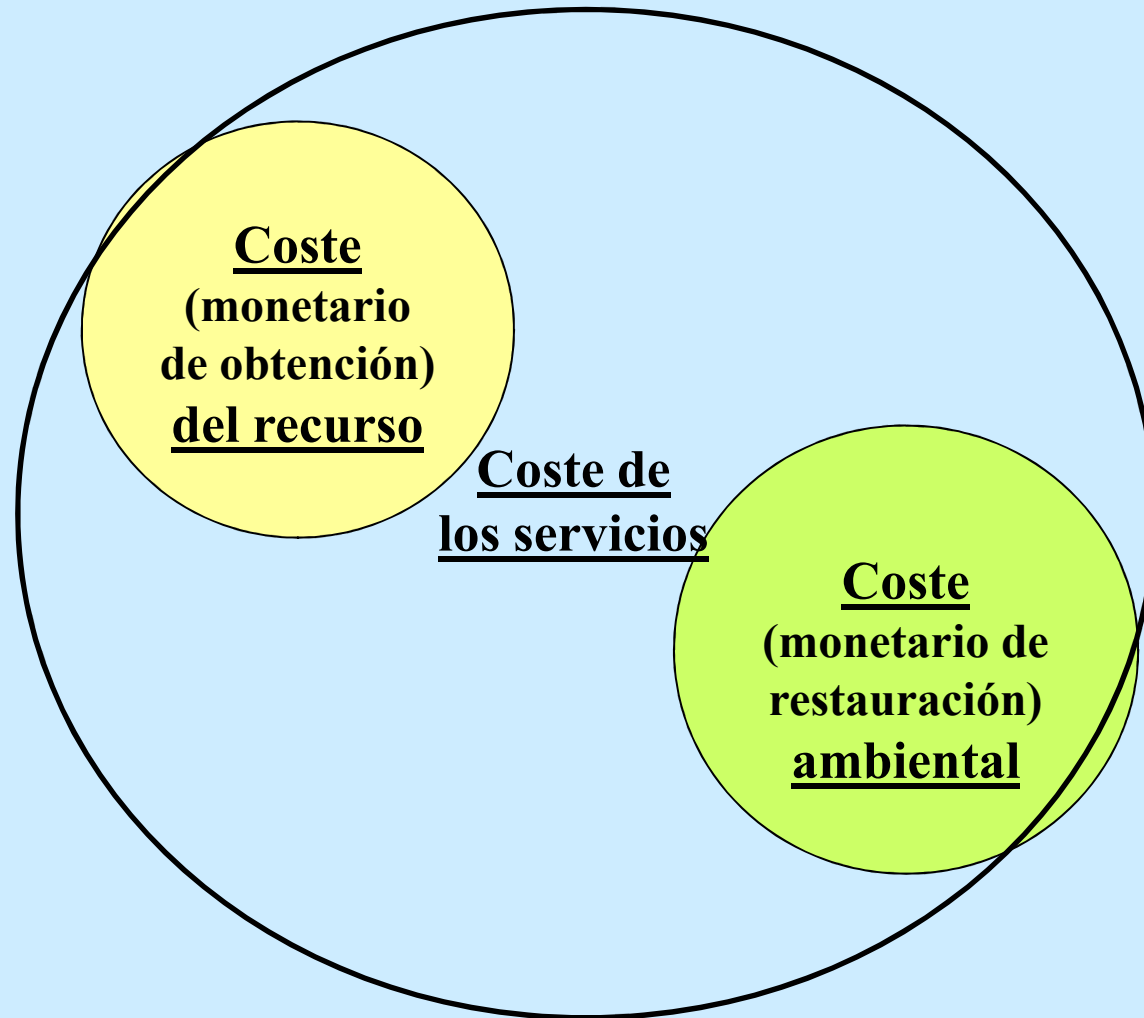 Coste
(monetario
de obtención)
del recurso
Coste de
los servicios
Coste
(monetario de
restauración)
ambiental